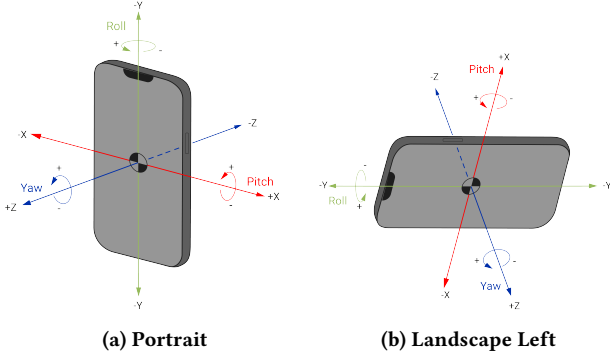 -Y
Roll
+ -
-Z
-X
+
Yaw
-
+Z
+
Pitch
-
+X
-Y
(a) Portrait
+X
Pitch
-Z
+ -
-
-Y
-Y
Roll
+
+ -
-X
Yaw
+Z
(b) Landscape Left